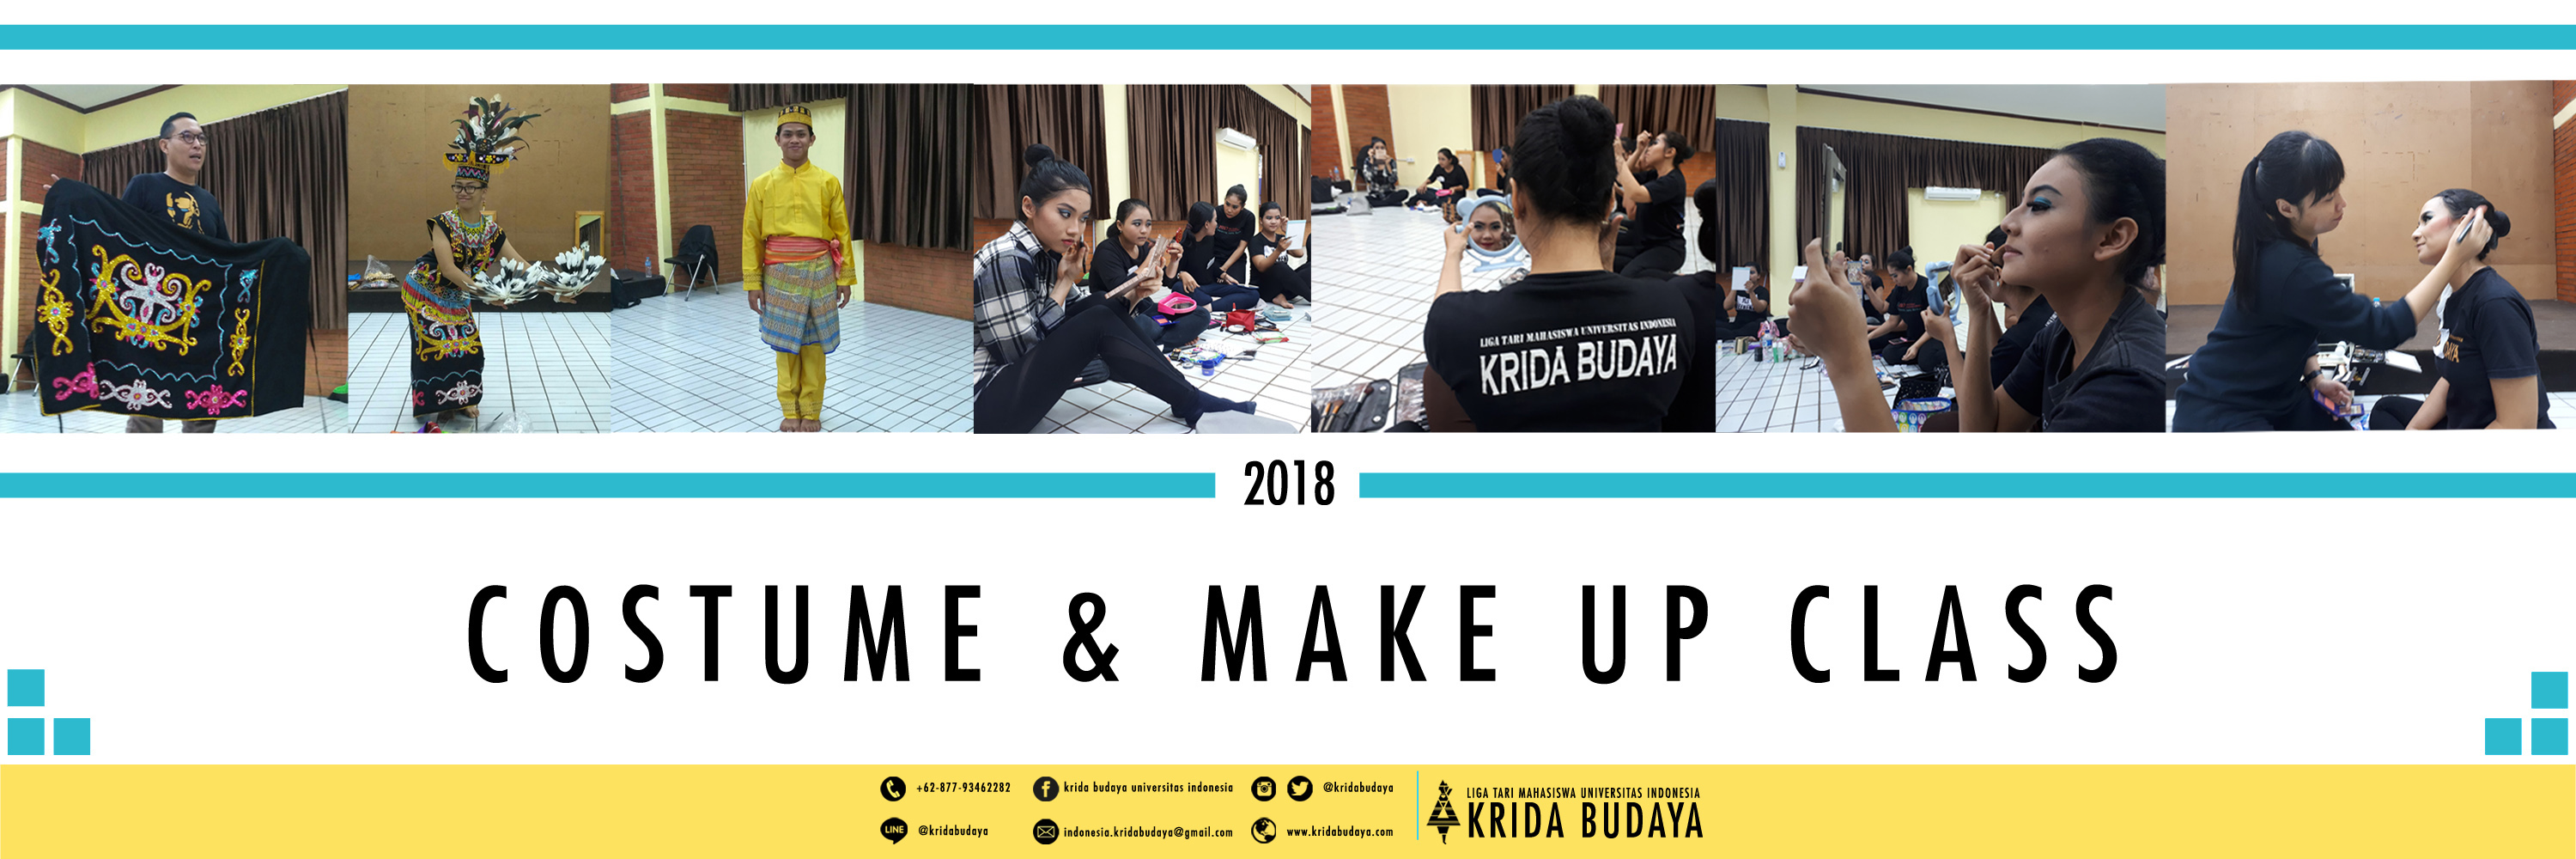 LIGA TARI MAHASISWA UNIVERSITAS INDONESIA
KRIDA BUDAYA
2018
COSTUME & MAKE UP CLASS
+62-877-93462282
krida budaya universitas indonesia
@kridabudaya
LINE
@kridabudaya
indonesia.kridabudaya@gmail.com
www.kridabudaya.com
LIGA TARI MAHASISWA UNIVERSITAS INDONESIA
KRIDA BUDAYA